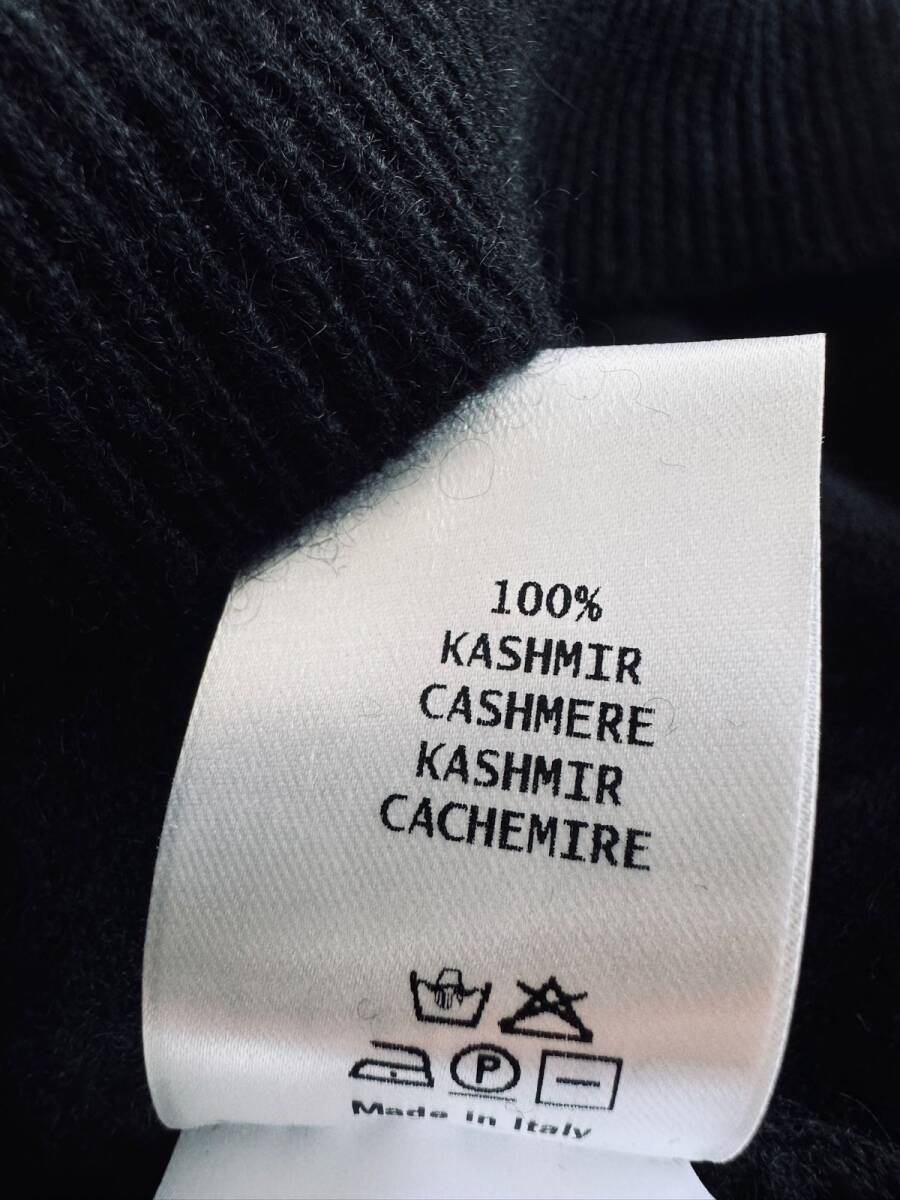 100%
KASHMIR
CASHMERE
KASHMIR
CACHEMIRE
P
Made in Italy